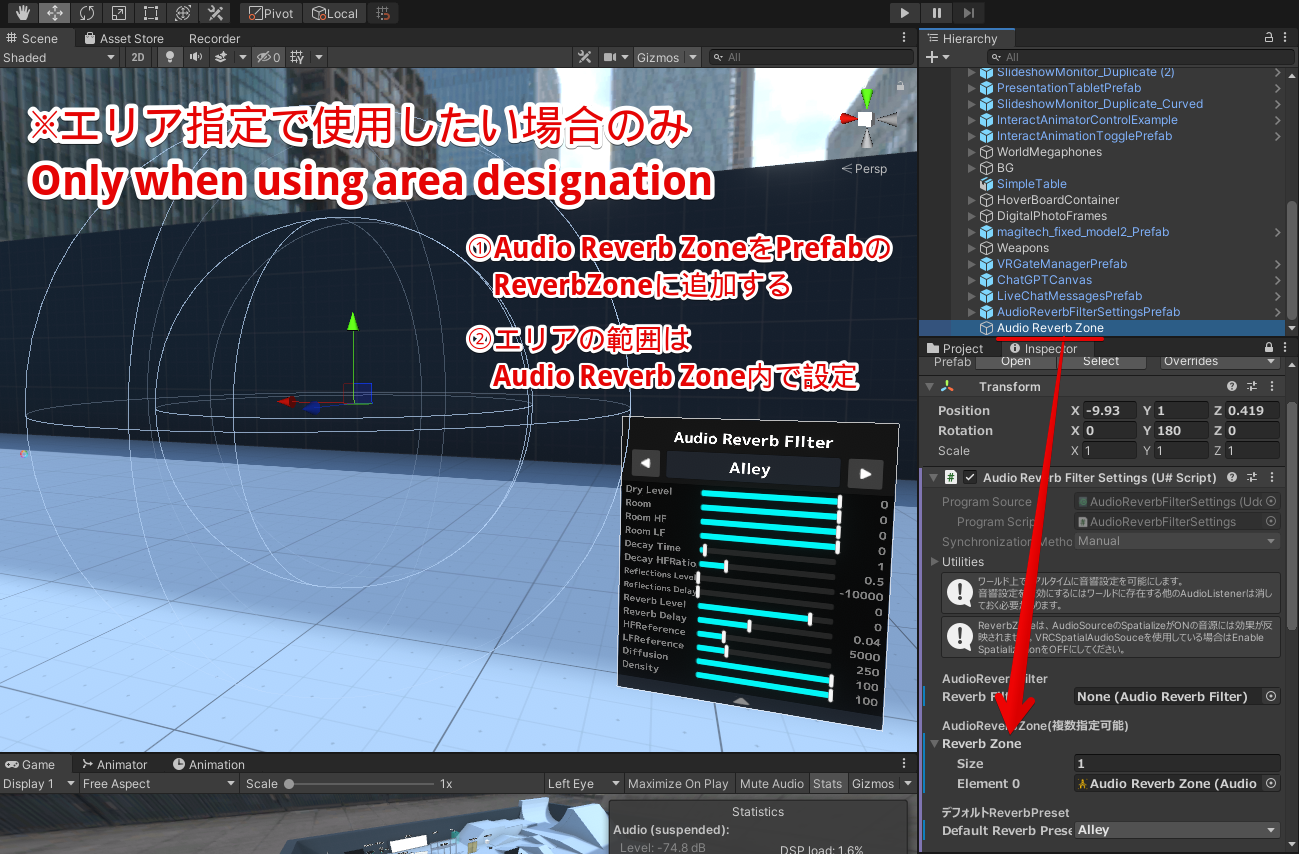 Pivot
Local
Scene
Asset Store
Recorder
Shaded
2D
0
Gizmos
All
※エリア指定で使用したい場合のみ
Only when using area designation
①Audio Reverb ZoneをPrefabの
ReverbZoneに追加する
②エリアの範囲は
Audio Reverb Zone内で設定
Persp
Audio Reverb FIlter
Alley
Dry Level 0
Room 0
Room HF 0
Room LF 0
Decay Time 1
Decay HFRatio 0.5
Reflections Level -10000
Reflections Delay 0
Reverb Level 0
Reverb Delay 0.04
HFReference 5000
LFReference 250
Diffusion 100
Density 100
Hierarchy
All
SlideshowMonitor_Duplicate (2)
PresentationTabletPrefab
SlideshowMonitor_Duplicate_Curved
InteractAnimatorControlExample
InteractAnimationTogglePrefab
WorldMegaphones
BG
SimpleTable
HoverBoardContainer
DigitalPhotoFrames
magitech_fixed_model2_Prefab
Weapons
VRGateManagerPrefab
ChatGPTCanvas
LiveChatMessagesPrefab
AudioReverbFilterSettingsPrefab
Audio Reverb Zone
Project
Inspector
Prefab Open Select Overrides
Transform
Position X -9.93 Y 1 Z 0.419
Rotation X 0 Y 180 Z 0
Scale X 1 Y 1 Z 1
# Audio Reverb Filter Settings (U# Script)
Program Source AudioReverbFilterSettings (Udo
Program Scrip AudioReverbFilterSettings
Synchronization Metho Manual
Utilities
ワールド上でリアルタイムに音響設定を可能にします。
音響設定を有効にするにはワールドに存在する他のAudioListenerは消し
ておく必要があります。
ReverbZoneは、AudioSourceのSpatializeがONの音源には効果が反
映されません。VRCSpatialAudioSouceを使用している場合はEnable
SpatializationをOFFにしてください。
AudioReverbFilter
Reverb Filter None (Audio Reverb Filter)
AudioReverbZone(複数指定可能)
Reverb Zone
Size 1
Element 0 Audio Reverb Zone (Audio
デフォルトReverbPreset
Default Reverb Prese Alley
Game
Animator
Animation
Display 1
Free Aspect
Scale
1x
Left Eye
Maximize On Play
Mute Audio
Stats
Gizmos
Statistics
Audio (suspended):
Level: -74.8 dB
DSP load: 1.6%